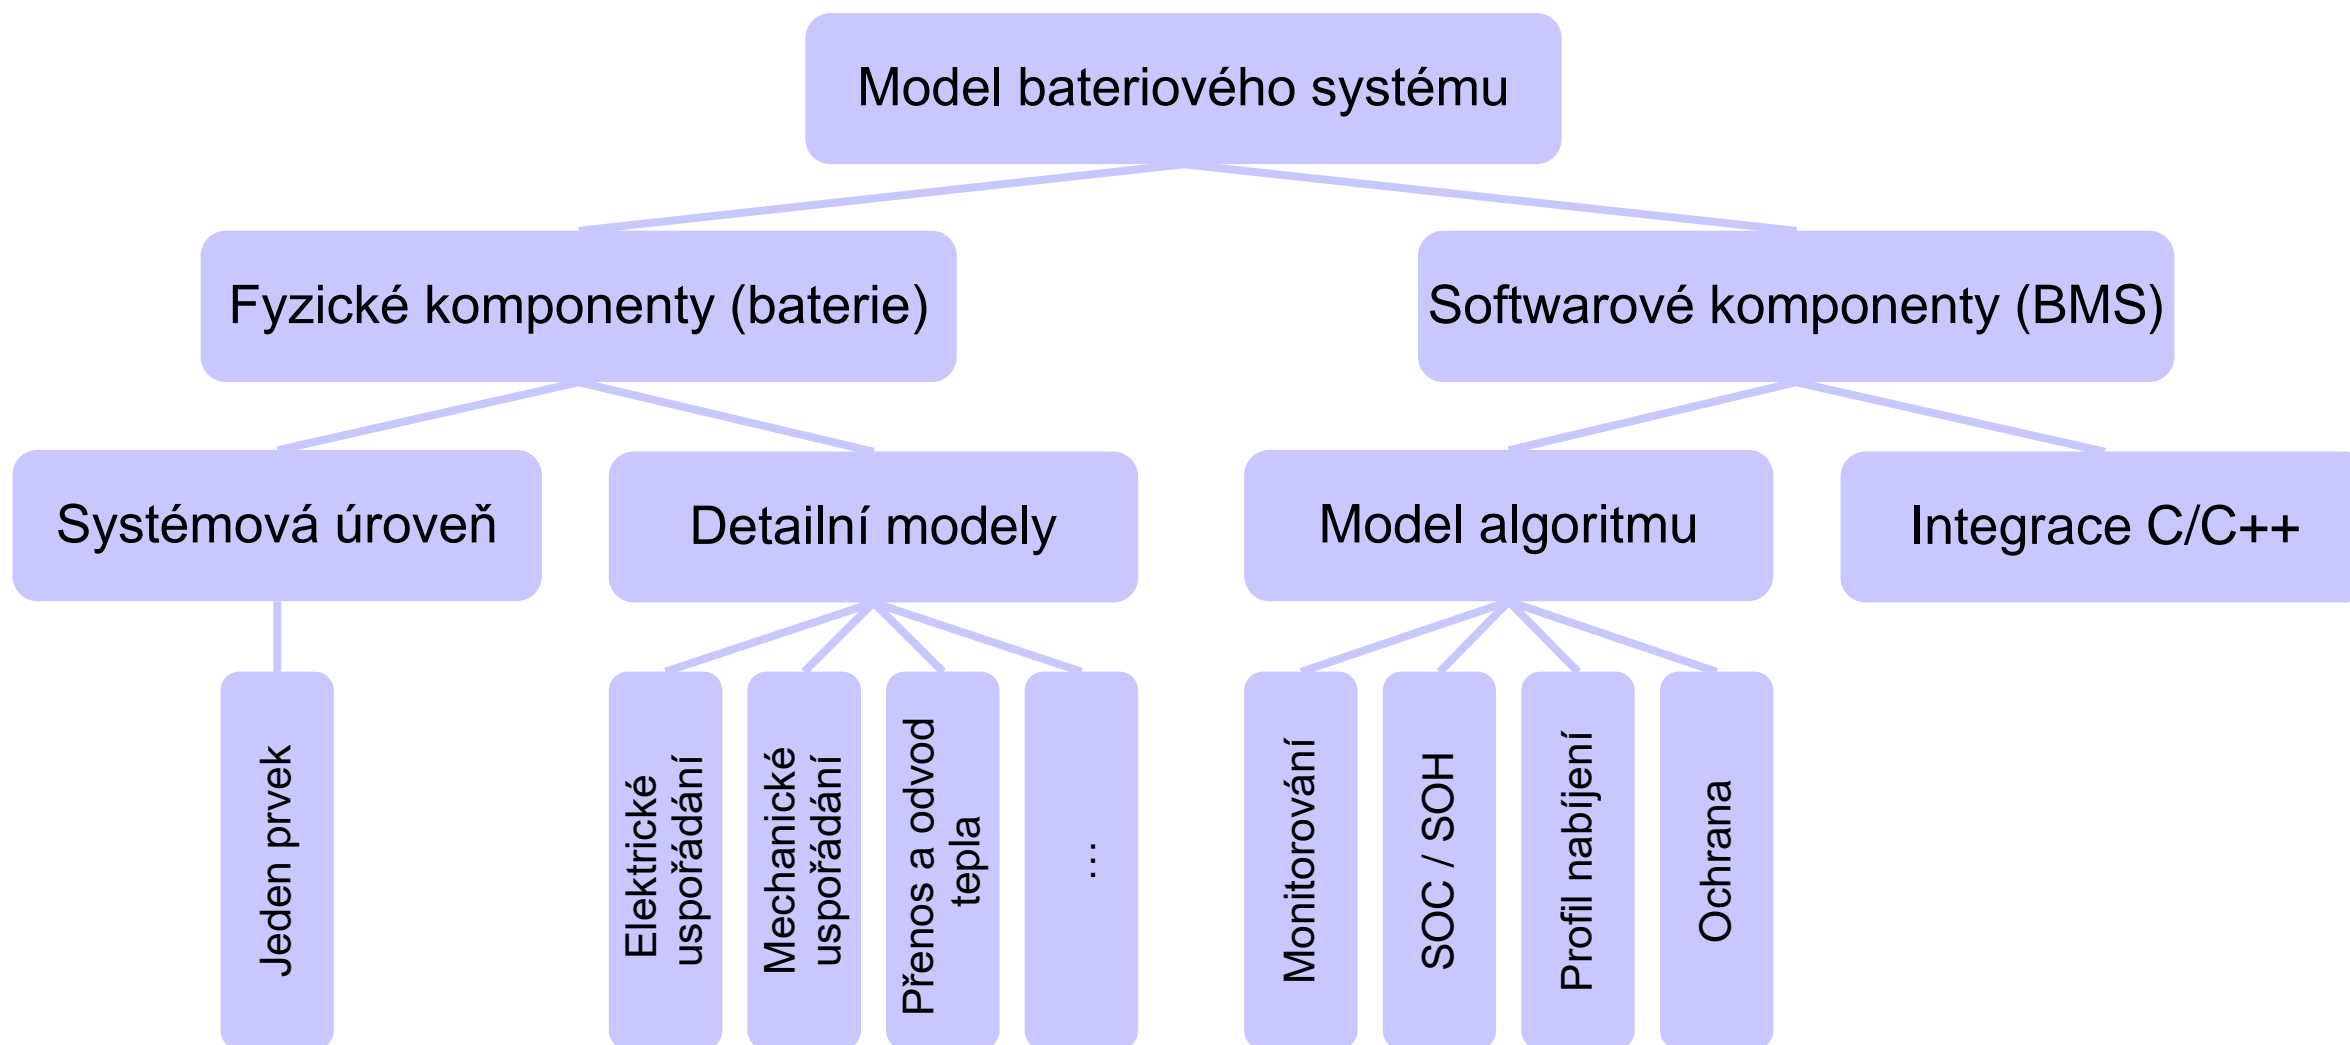 Model bateriového systému
Fyzické komponenty (baterie)
Softwarové komponenty (BMS)
Systémová úroveň
Detailní modely
Model algoritmu
Integrace C/C++
Jeden prvek
Elektrické
uspořádání
Mechanické
uspořádání
Přenos a odvod
tepla
…
Monitorování
SOC / SOH
Profil nabíjení
Ochrana